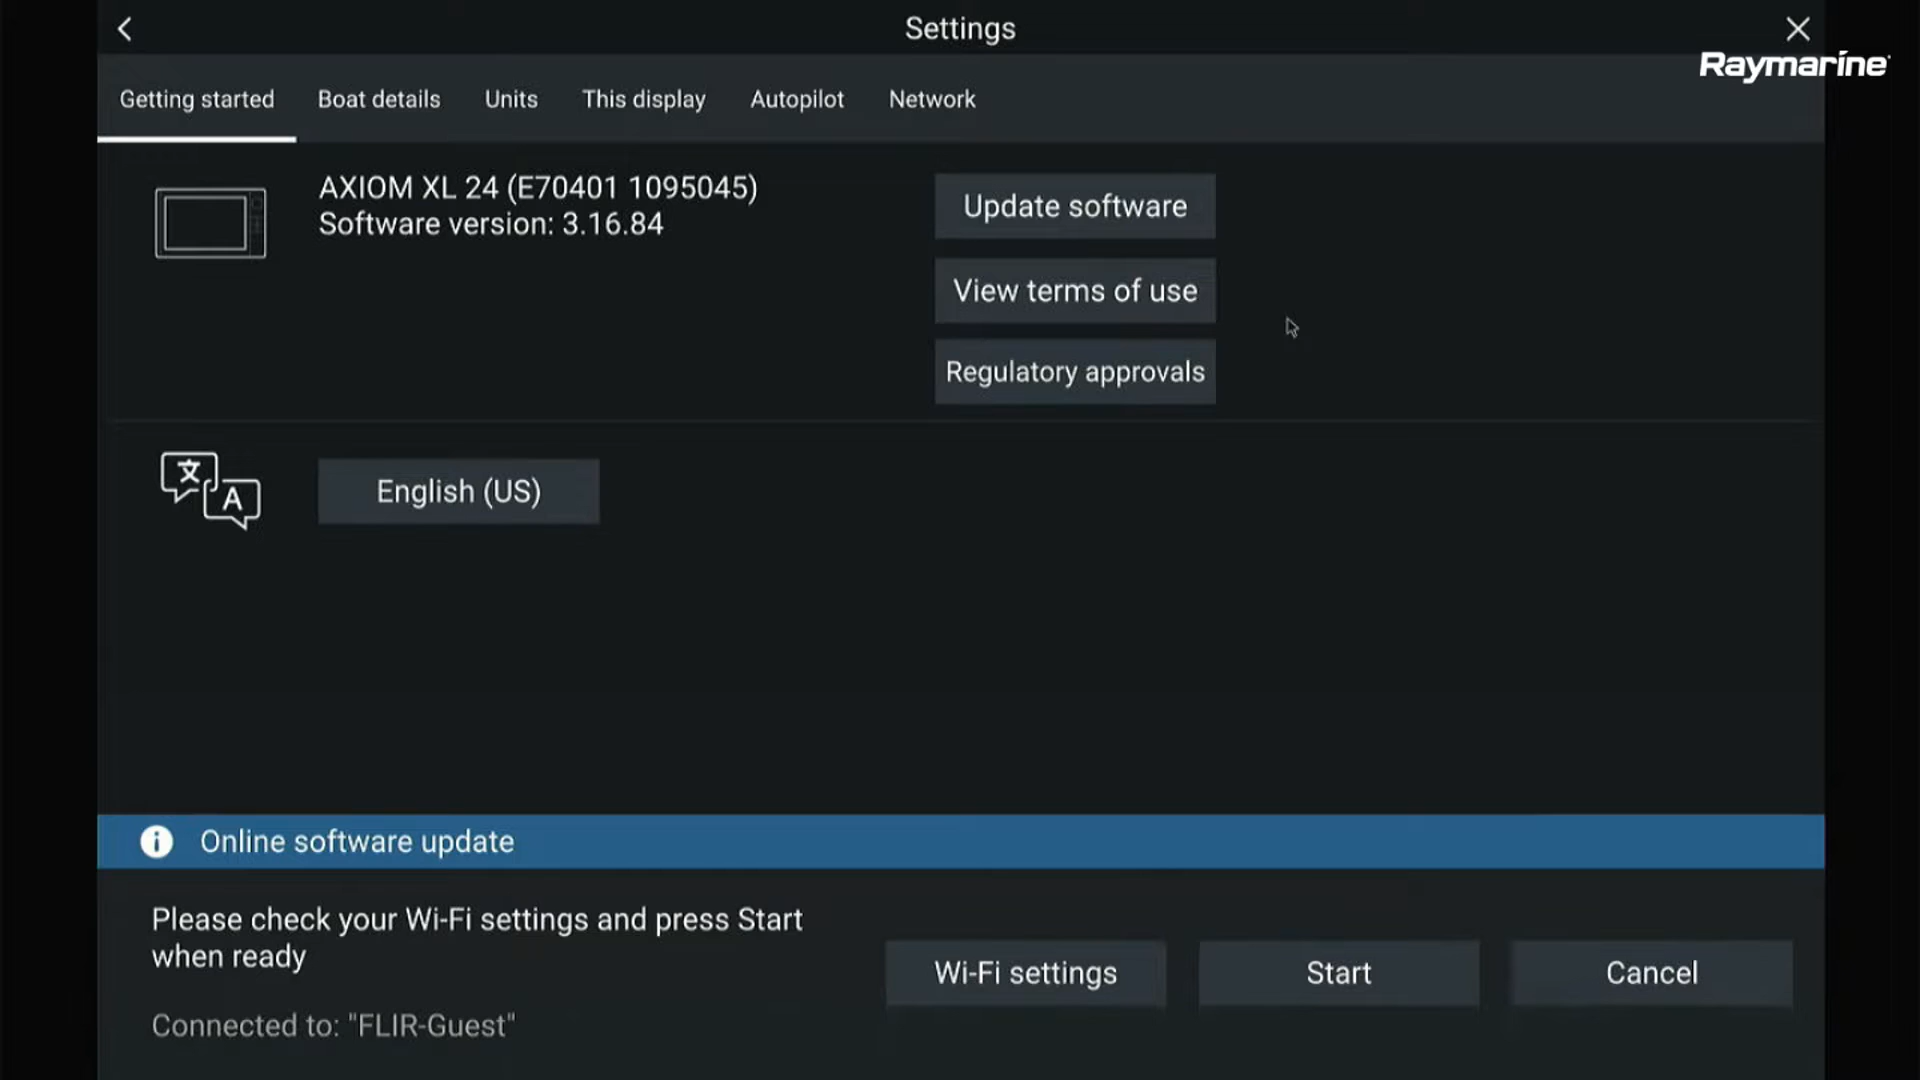 Settings
Raymarine
Getting started Boat details Units This display Autopilot Network
AXIOM XL 24 (E70401 1095045)
Software version: 3.16.84
Update software
View terms of use
Regulatory approvals
文
A
English (US)
i Online software update
Please check your Wi-Fi settings and press Start
when ready
Wi-Fi settings Start Cancel
Connected to: "FLIR-Guest"